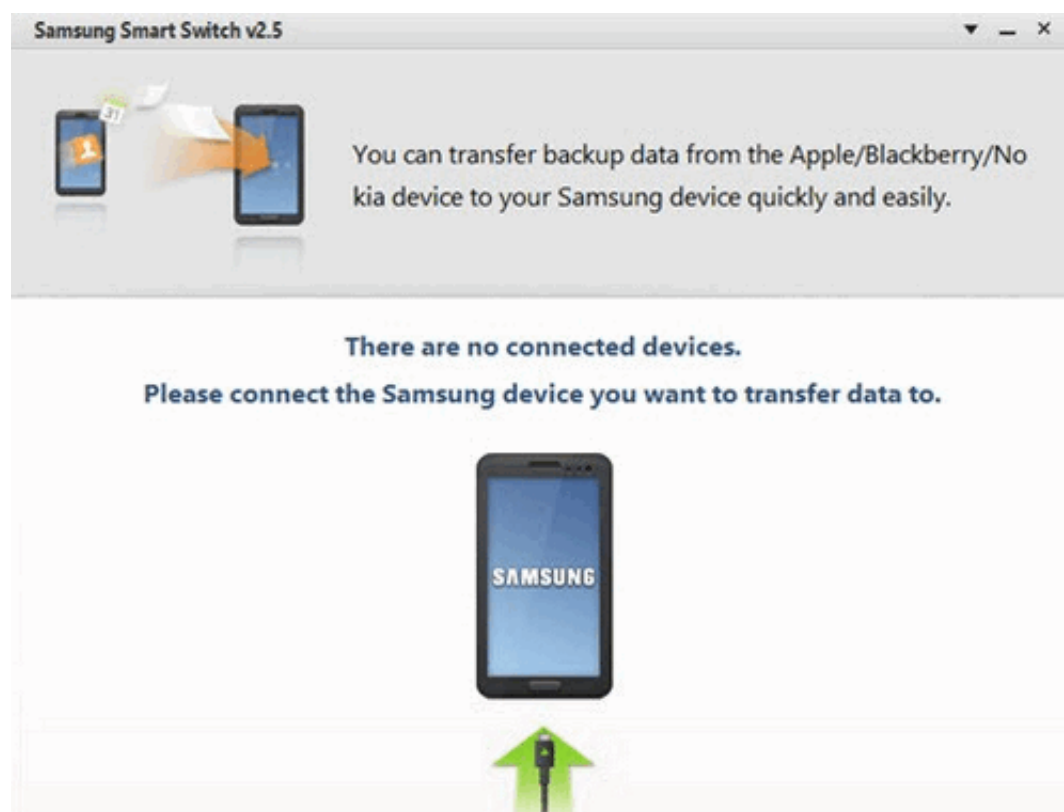 Samsung Smart Switch v2.5
31
You can transfer backup data from the Apple/Blackberry/No
kia device to your Samsung device quickly and easily.
There are no connected devices.
Please connect the Samsung device you want to transfer data to.
SAMSUNG